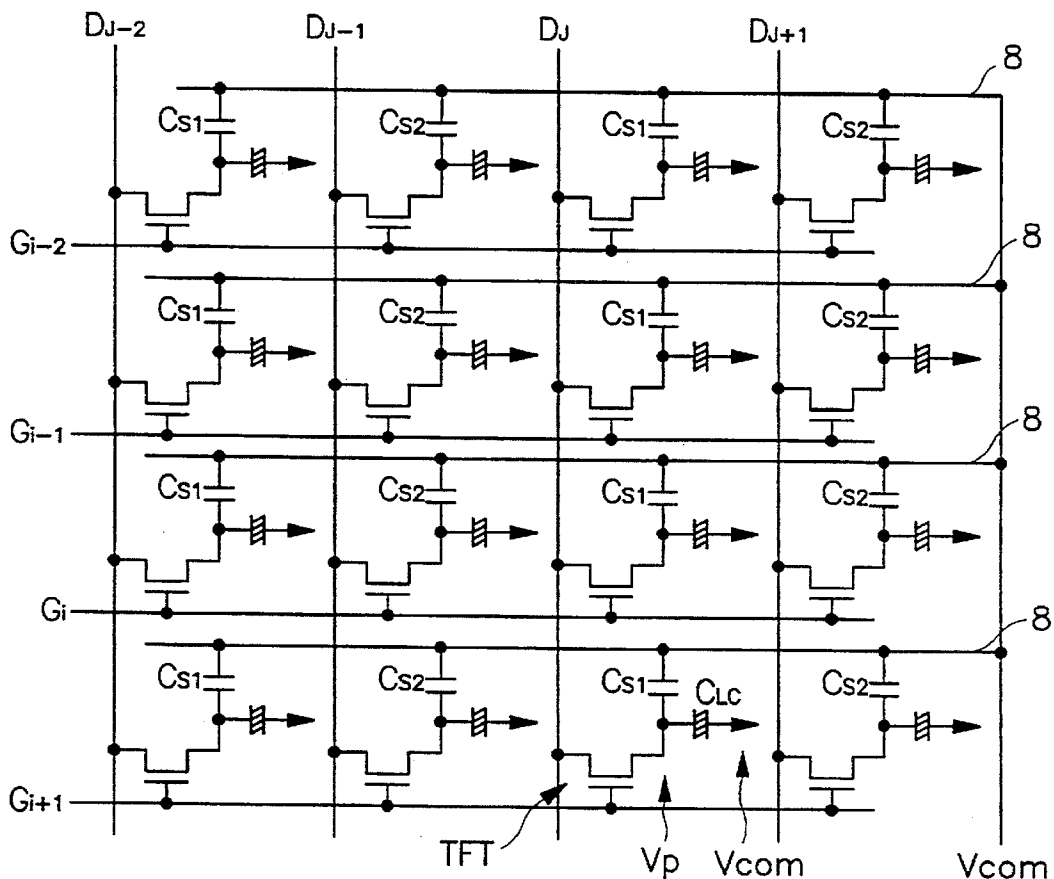 DJ-2 DJ-1 DJ DJ+1
8
CS1 CS2 CS1 CS2
Gi-2
8
CS1 CS2 CS1 CS2
Gi-1
8
CS1 CS2 CS1 CS2
Gi
8
CS1 CS2 CS1 CLC CS2
Gi+1
TFT Vp Vcom Vcom